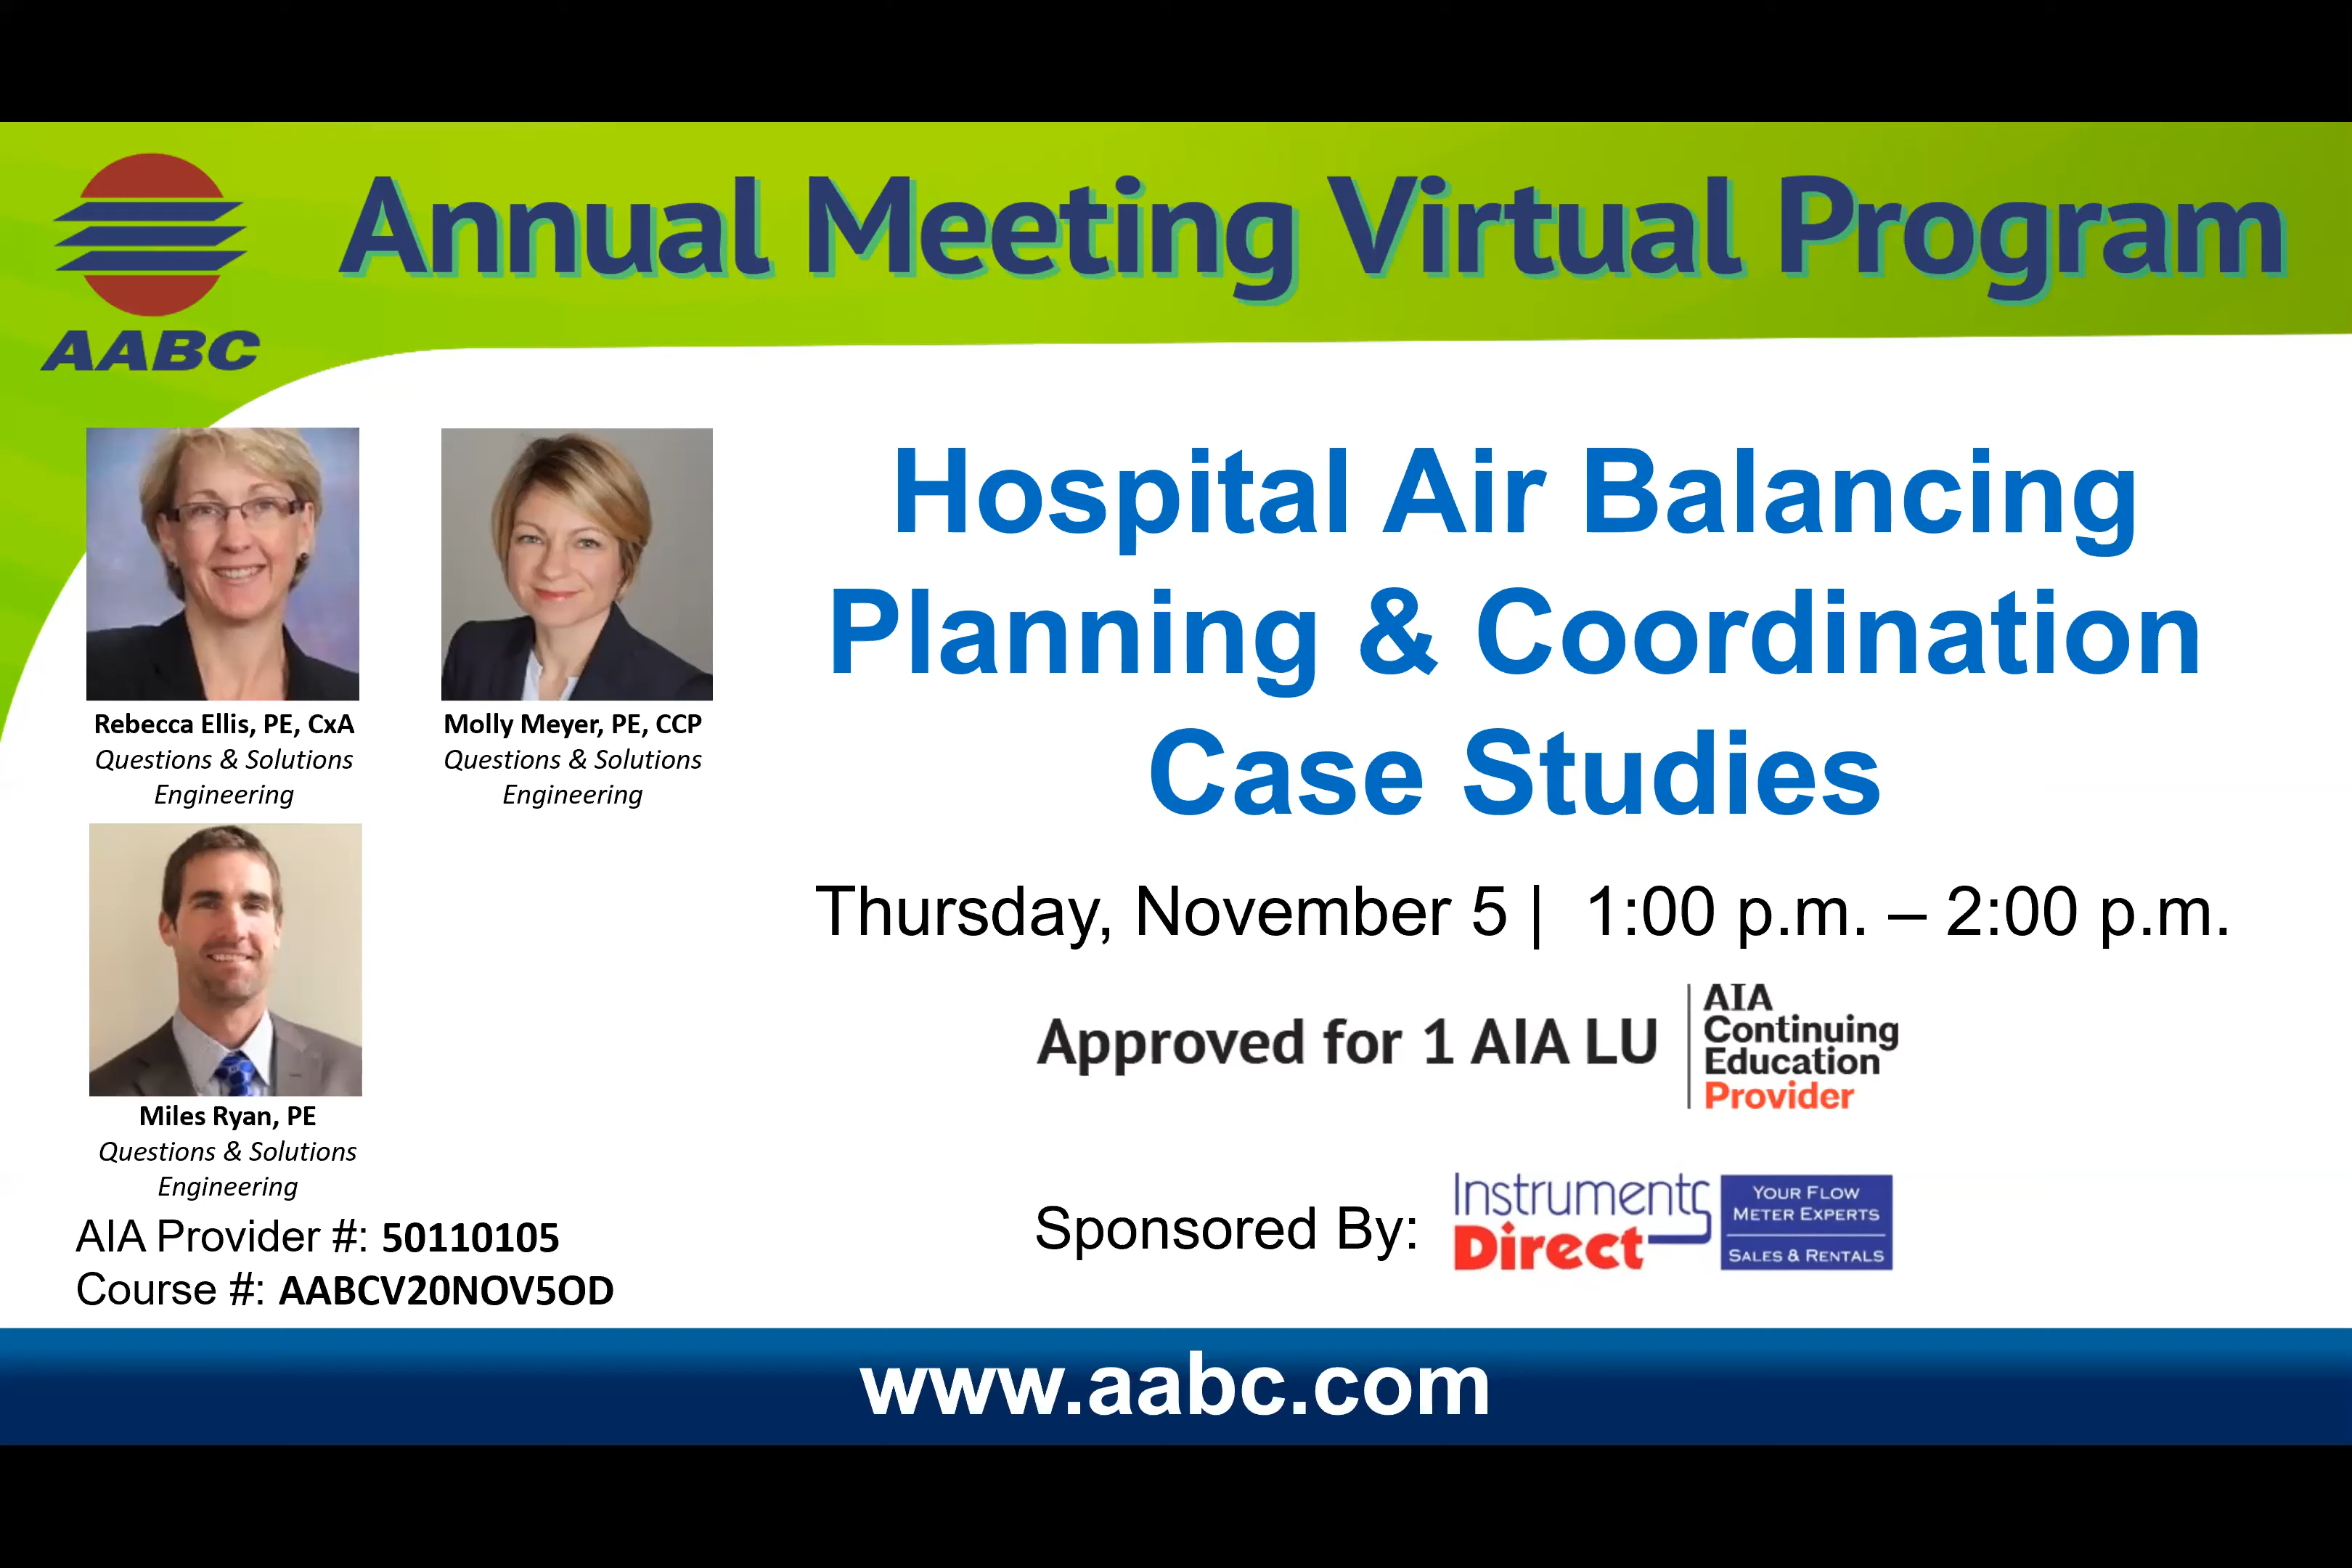 Annual Meeting Virtual Program
AABC
Hospital Air Balancing
Planning & Coordination
Case Studies
Rebecca Ellis, PE, CxA
Questions & Solutions
Engineering
Molly Meyer, PE, CCP
Questions & Solutions
Engineering
Miles Ryan, PE
Questions & Solutions
Engineering
Thursday, November 5 | 1:00 p.m. – 2:00 p.m.
Approved for 1 AIA LU
AIA
Continuing
Education
Provider
Sponsored By:
Instruments
Direct
YOUR FLOW
METER EXPERTS
SALES & RENTALS
AIA Provider #: 50110105
Course #: AABCV20NOV5OD
www.aabc.com